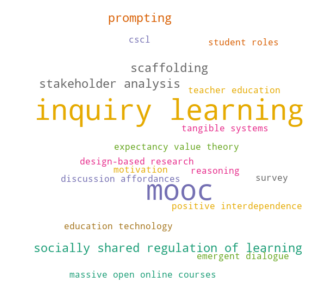 prompting
cscl
student roles
scaffolding
stakeholder analysis
teacher education
inquiry learning
tangible systems
expectancy value theory
design-based research
motivation
reasoning
discussion affordances
survey
mooc
positive interdependence
education technology
socially shared regulation of learning
emergent dialogue
massive open online courses